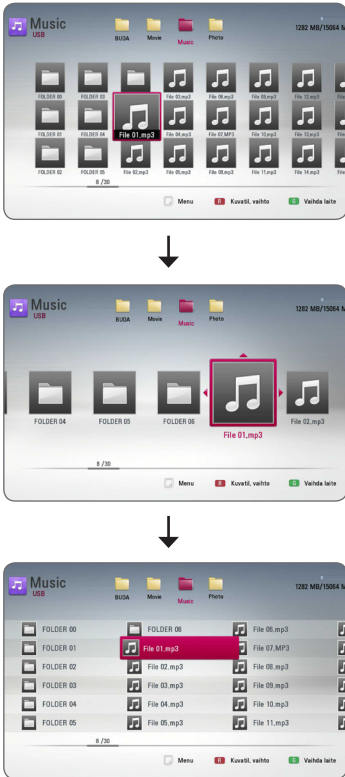 Music
USB
BUDA Movie Music Photo
1282 MB/15064 M
FOLDER 00 FOLDER 03 File 03.mp3 File 06.mp3 File 09.mp3 File 12.mp3
FOLDER 01 FOLDER 04 File 01.mp3 File 04.mp3 File 07.MP3 File 10.mp3 File 13.mp3
FOLDER 02 FOLDER 05 File 02.mp3 File 05.mp3 File 08.mp3 File 11.mp3 File 14.mp3
8 /30
Menu R Kuvatil. vaihto G Vaihda laite
Music
USB
BUDA Movie Music Photo
1282 MB/15064 M
FOLDER 04 FOLDER 05 FOLDER 06 File 01.mp3 File 02.mp3
8 /30
Menu R Kuvatil. vaihto G Vaihda laite
Music
USB
BUDA Movie Music Photo
1282 MB/15064 M
FOLDER 00 FOLDER 06 File 06.mp3
FOLDER 01 File 01.mp3 File 07.MP3
FOLDER 02 File 02.mp3 File 08.mp3
FOLDER 03 File 03.mp3 File 09.mp3
FOLDER 04 File 04.mp3 File 10.mp3
FOLDER 05 File 05.mp3 File 11.mp3
8 /30
Menu R Kuvatil. vaihto G Vaihda laite